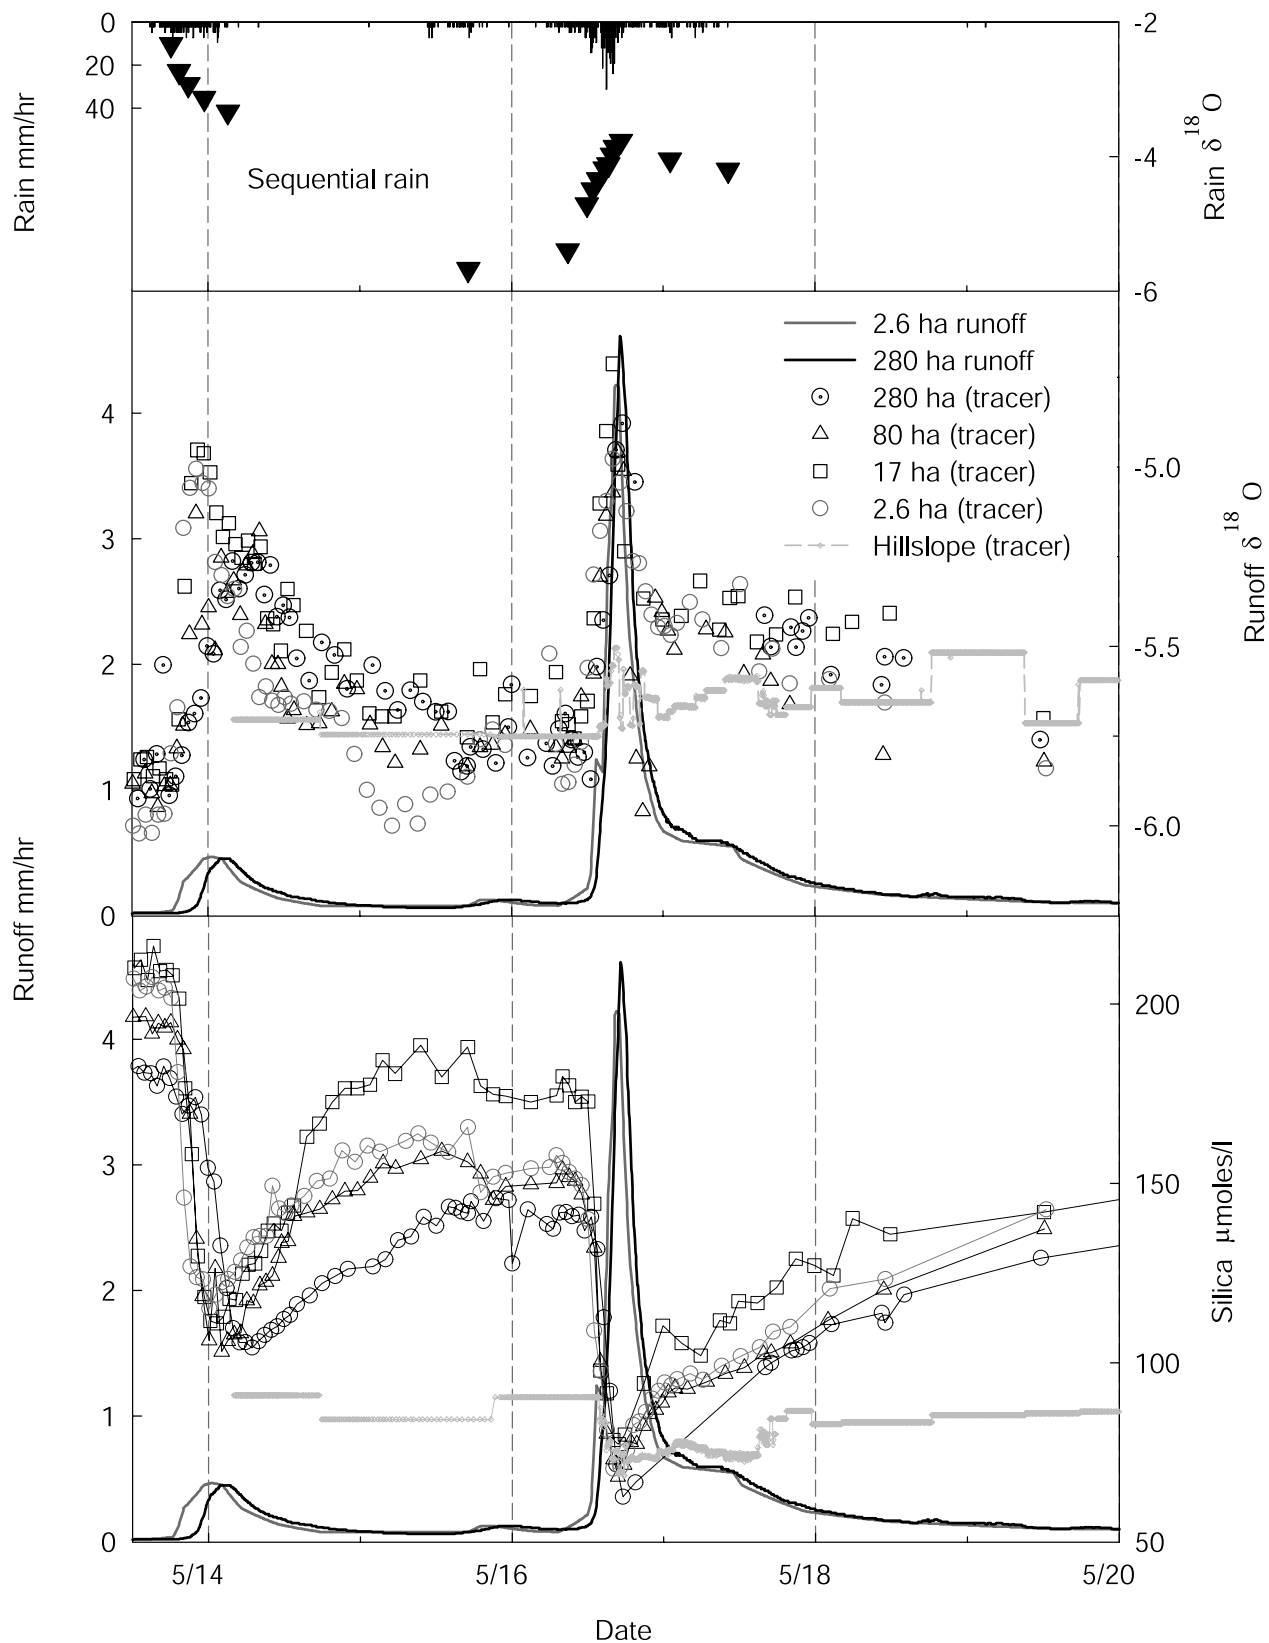 0
20
40
Rain mm/hr
Sequential rain
-2
-4
-6
Rain δ 18 O
2.6 ha runoff
280 ha runoff
280 ha (tracer)
80 ha (tracer)
17 ha (tracer)
2.6 ha (tracer)
Hillslope (tracer)
4
3
2
1
0
-5.0
-5.5
-6.0
Runoff δ 18 O
Runoff mm/hr
4
3
2
1
0
200
150
100
50
Silica μmoles/l
5/14
5/16
5/18
5/20
Date